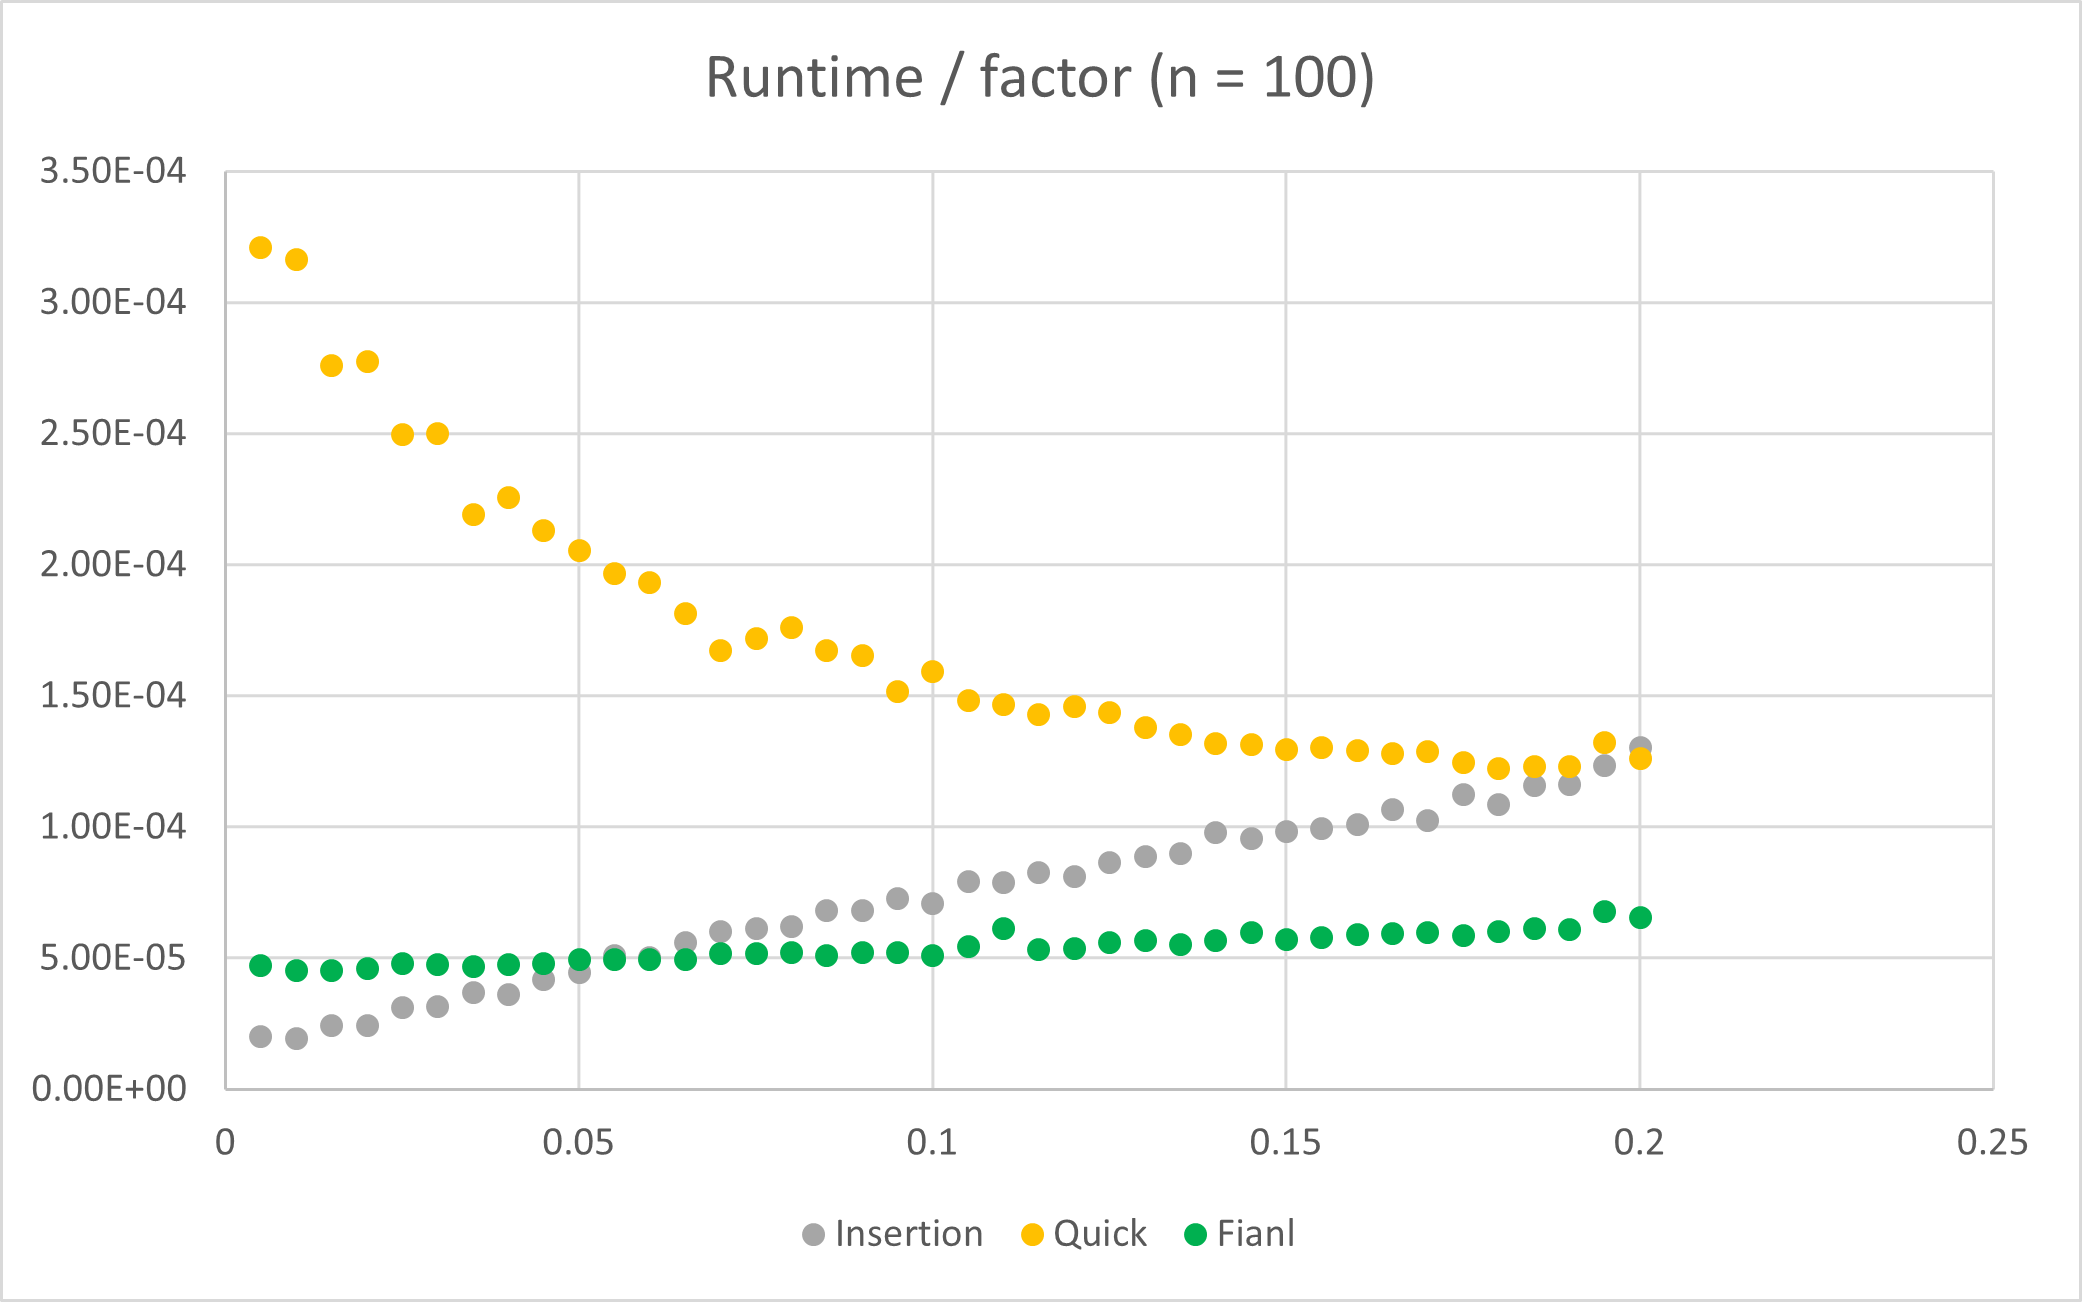 Runtime / factor (n = 100)
3.50E-04
3.00E-04
2.50E-04
2.00E-04
1.50E-04
1.00E-04
5.00E-05
0.00E+00
0 0.05 0.1 0.15 0.2 0.25
Insertion Quick Fianl